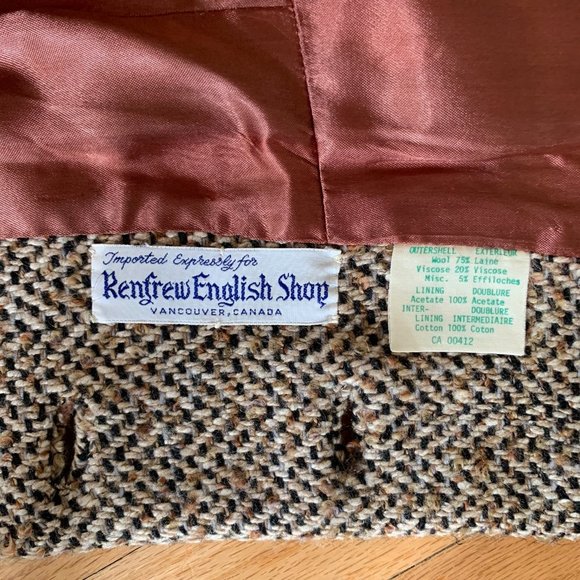 Imported Expressly for
Renfrew English Shop
VANCOUVER, CANADA
OUTERSHELL EXTERIEUR
Wool 75% Laine
Viscose 20% Viscose
Misc. 5% Effiloches
LINING DOUBLURE
Acetate 100% Acetate
INTER- DOUBLURE
LINING INTERMEDIAIRE
Cotton 100% Coton
CA 00412